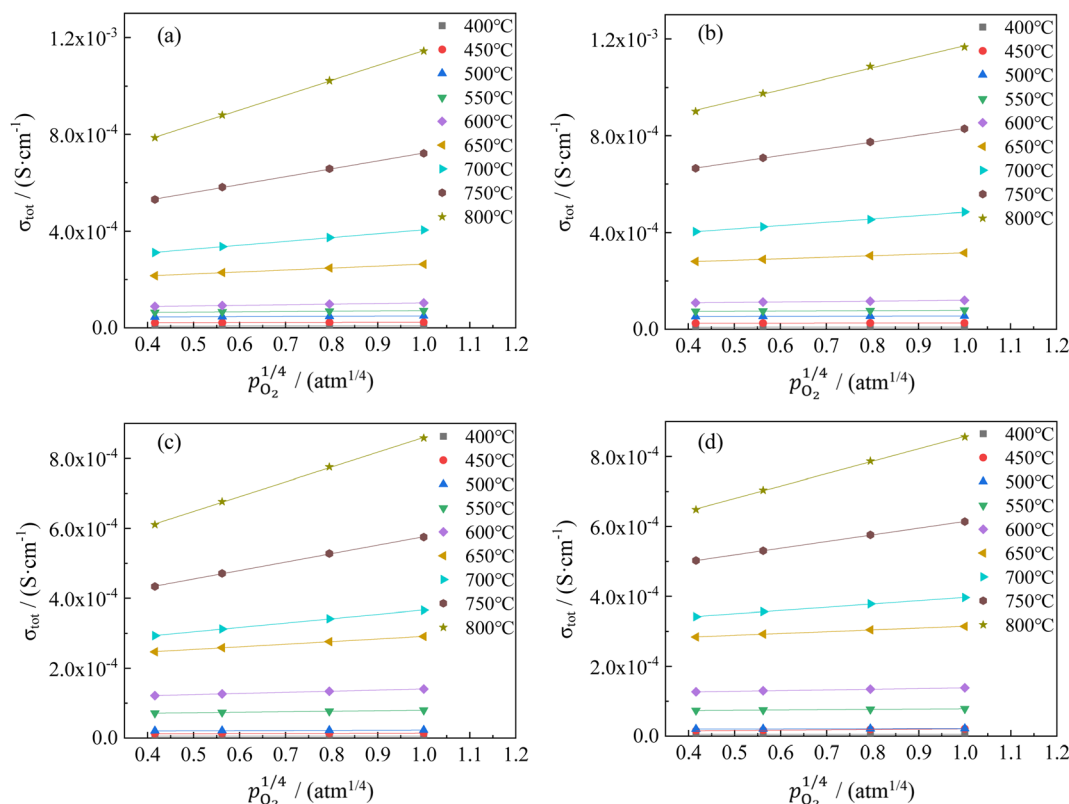 (a)
1.2x10⁻³
8.0x10⁻⁴
4.0x10⁻⁴
0.0
σtot / (S·cm⁻¹)
400℃
450℃
500℃
550℃
600℃
650℃
700℃
750℃
800℃
0.4 0.5 0.6 0.7 0.8 0.9 1.0 1.1 1.2
pO₂^1/4 / (atm^1/4)
(b)
1.2x10⁻³
8.0x10⁻⁴
4.0x10⁻⁴
0.0
σtot / (S·cm⁻¹)
400℃
450℃
500℃
550℃
600℃
650℃
700℃
750℃
800℃
0.4 0.5 0.6 0.7 0.8 0.9 1.0 1.1 1.2
pO₂^1/4 / (atm^1/4)
(c)
8.0x10⁻⁴
6.0x10⁻⁴
4.0x10⁻⁴
2.0x10⁻⁴
0.0
σtot / (S·cm⁻¹)
400℃
450℃
500℃
550℃
600℃
650℃
700℃
750℃
800℃
0.4 0.5 0.6 0.7 0.8 0.9 1.0 1.1 1.2
pO₂^1/4 / (atm^1/4)
(d)
8.0x10⁻⁴
6.0x10⁻⁴
4.0x10⁻⁴
2.0x10⁻⁴
0.0
σtot / (S·cm⁻¹)
400℃
450℃
500℃
550℃
600℃
650℃
700℃
750℃
800℃
0.4 0.5 0.6 0.7 0.8 0.9 1.0 1.1 1.2
pO₂^1/4 / (atm^1/4)